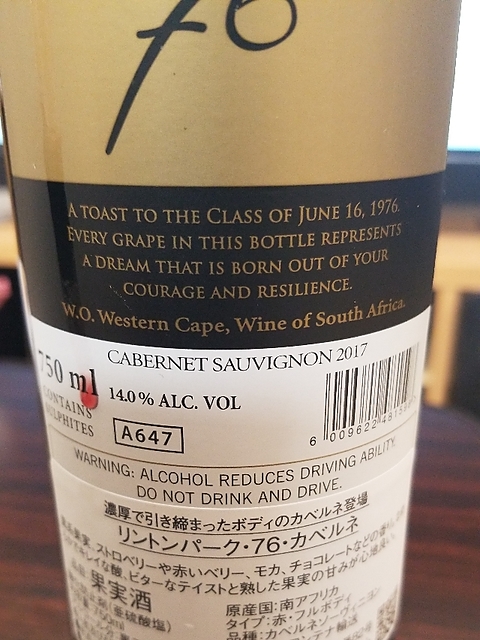 76
A TOAST TO THE CLASS OF JUNE 16, 1976.
EVERY GRAPE IN THIS BOTTLE REPRESENTS
A DREAM THAT IS BORN OUT OF YOUR
COURAGE AND RESILIENCE.
W.O. Western Cape, Wine of South Africa.
CABERNET SAUVIGNON 2017
750 ml
14.0% ALC. VOL
CONTAINS
SULPHITES
A647
6 009622
WARNING: ALCOHOL REDUCES DRIVING ABILITY,
DO NOT DRINK AND DRIVE.
濃厚で引き締まったボディのカベルネ登場
リントンパーク・76・カベルネ
ストロベリーや赤いベリー、モカ、チョコレートなどの
酸、ビターなテイストと熟した果実の甘みが心地良い
果実酒
原産国:南アフリカ
タイプ:赤・フルボディ
品種:カベルネ・ソーヴィニヨン